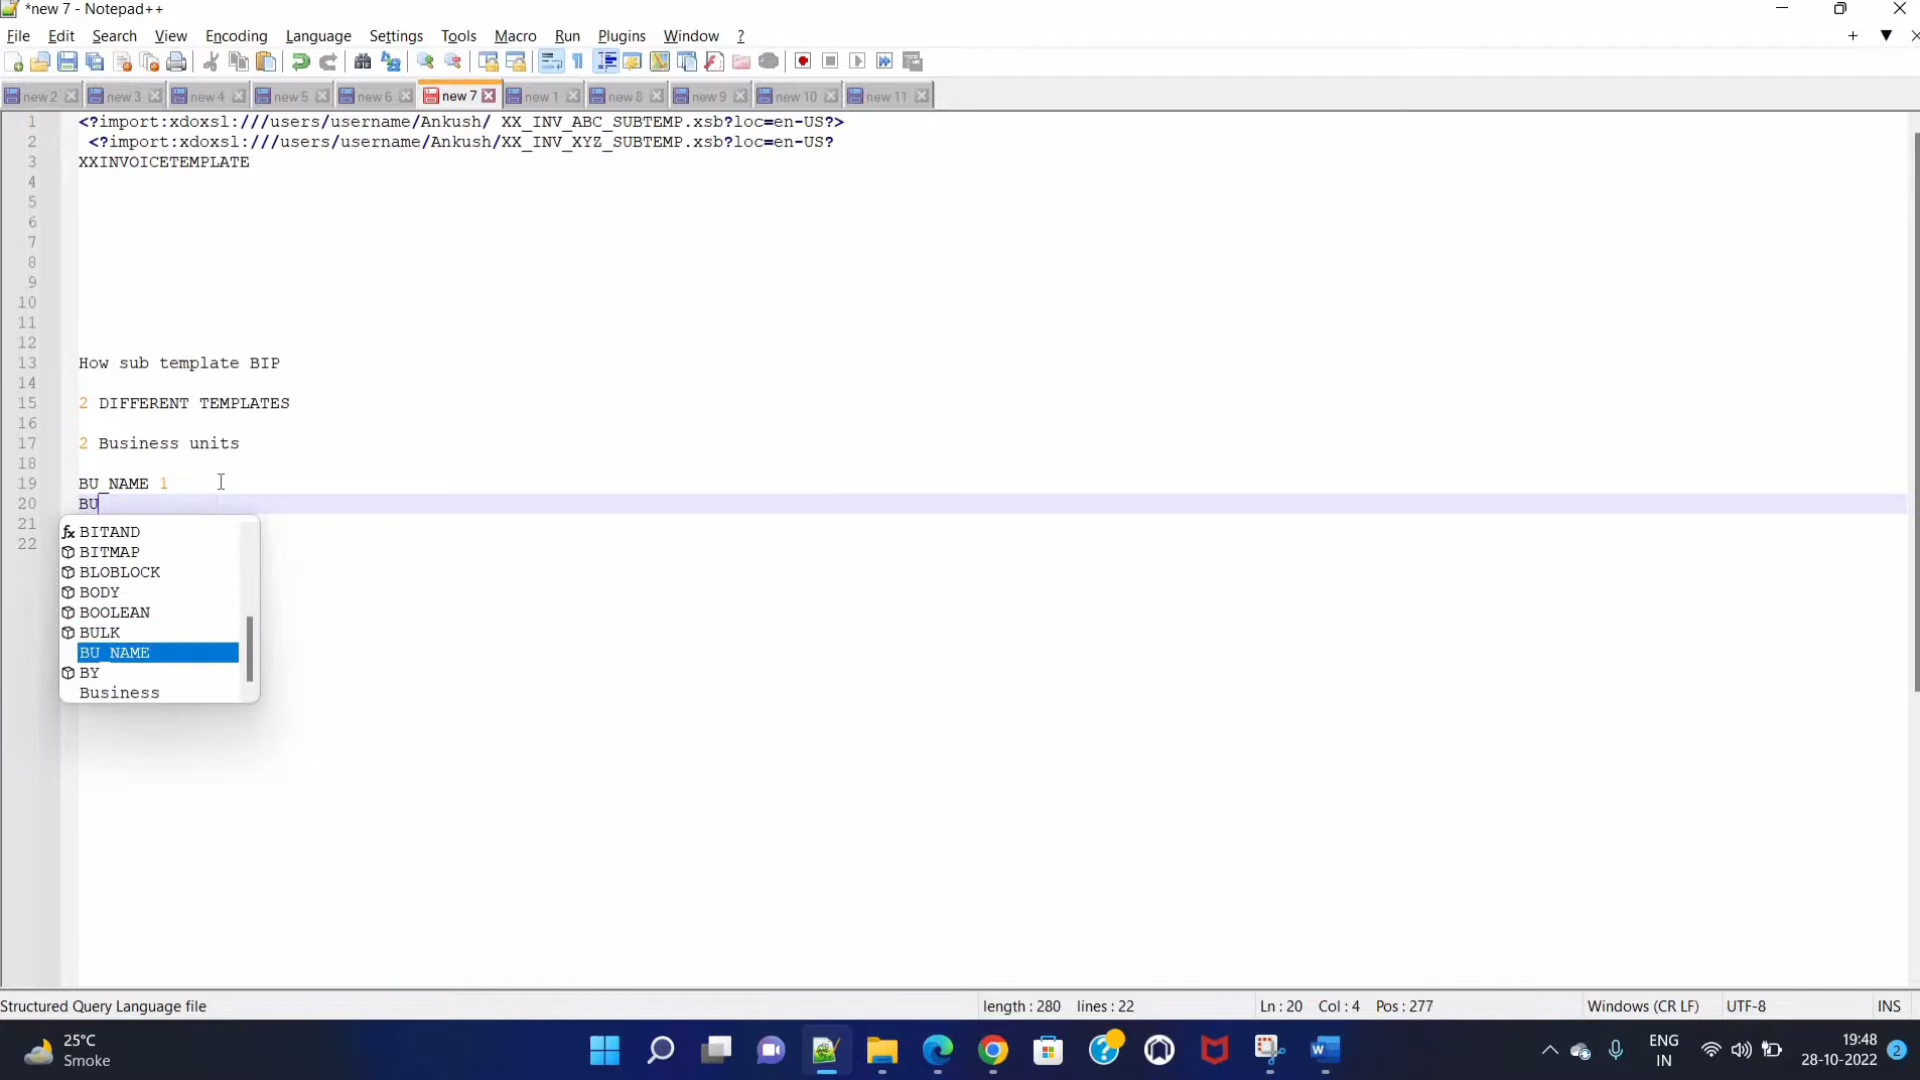 *new 7 - Notepad++
File Edit Search View Encoding Language Settings Tools Macro Run Plugins Window ?
new 2 new 3 new 4 new 5 new 6 new 7 new 1 new 8 new 9 new 10 new 11
1 <?import:xdoxsl:///users/username/Ankush/ XX_INV_ABC_SUBTEMP.xsb?loc=en-US?>
2 <?import:xdoxsl:///users/username/Ankush/XX_INV_XYZ_SUBTEMP.xsb?loc=en-US?
3 XXINVOICETEMPLATE
4
5
6
7
8
9
10
11
12
13 How sub template BIP
14
15 2 DIFFERENT TEMPLATES
16
17 2 Business units
18
19 BU_NAME 1
20 BU
21
22
BITAND
BITMAP
BLOBLOCK
BODY
BOOLEAN
BULK
BU_NAME
BY
Business
Structured Query Language file length : 280 lines : 22 Ln : 20 Col : 4 Pos : 277 Windows (CR LF) UTF-8 INS
25°C
Smoke
ENG
IN
19:48
28-10-2022
2